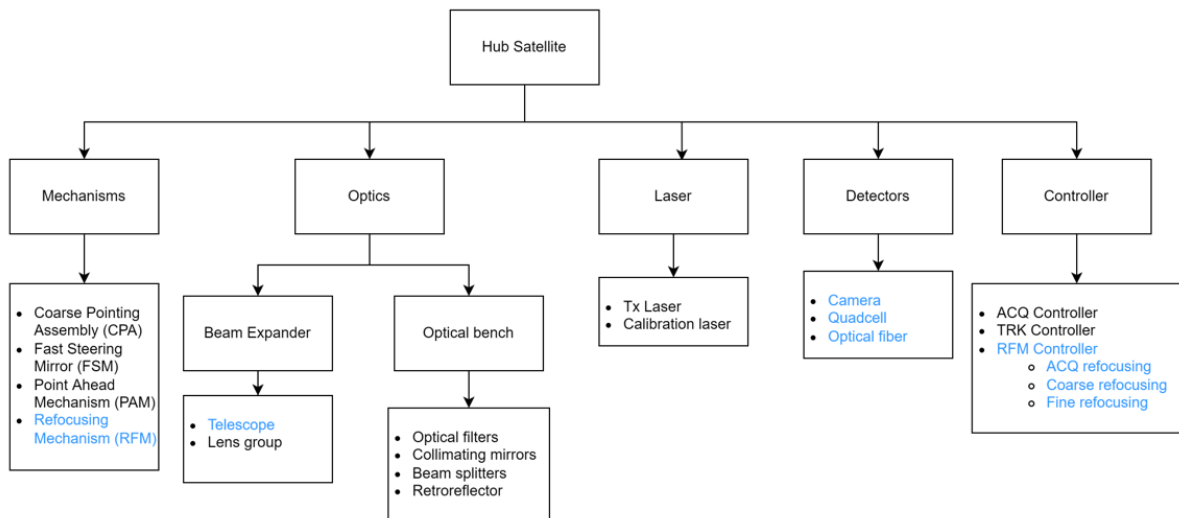 Hub Satellite
Mechanisms
Optics
Laser
Detectors
Controller
Coarse Pointing
Assembly (CPA)
Fast Steering
Mirror (FSM)
Point Ahead
Mechanism (PAM)
Refocusing
Mechanism (RFM)
Beam Expander
Optical bench
Telescope
Lens group
Optical filters
Collimating mirrors
Beam splitters
Retroreflector
Tx Laser
Calibration laser
Camera
Quadcell
Optical fiber
ACQ Controller
TRK Controller
RFM Controller
ACQ refocusing
Coarse refocusing
Fine refocusing